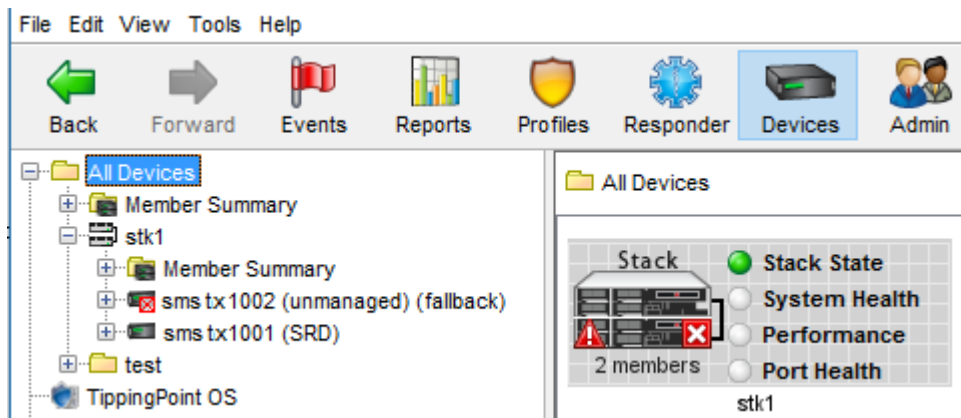 File Edit View Tools Help
Back Forward Events Reports Profiles Responder Devices Admin
All Devices
Member Summary
stk1
Member Summary
sms tx1002 (unmanaged) (fallback)
sms tx1001 (SRD)
test
TippingPoint OS
All Devices
Stack
Stack State
System Health
Performance
Port Health
2 members
stk1